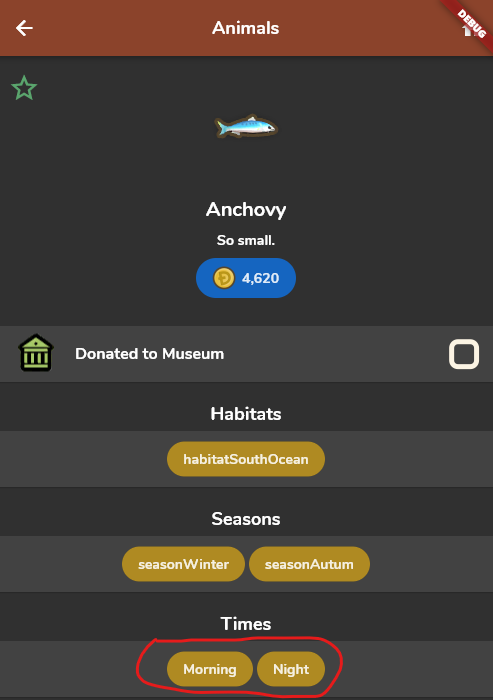 Animals
DEBUG
Anchovy
So small.
4,620
Donated to Museum
Habitats
habitatSouthOcean
Seasons
seasonWinter seasonAutum
Times
Morning Night